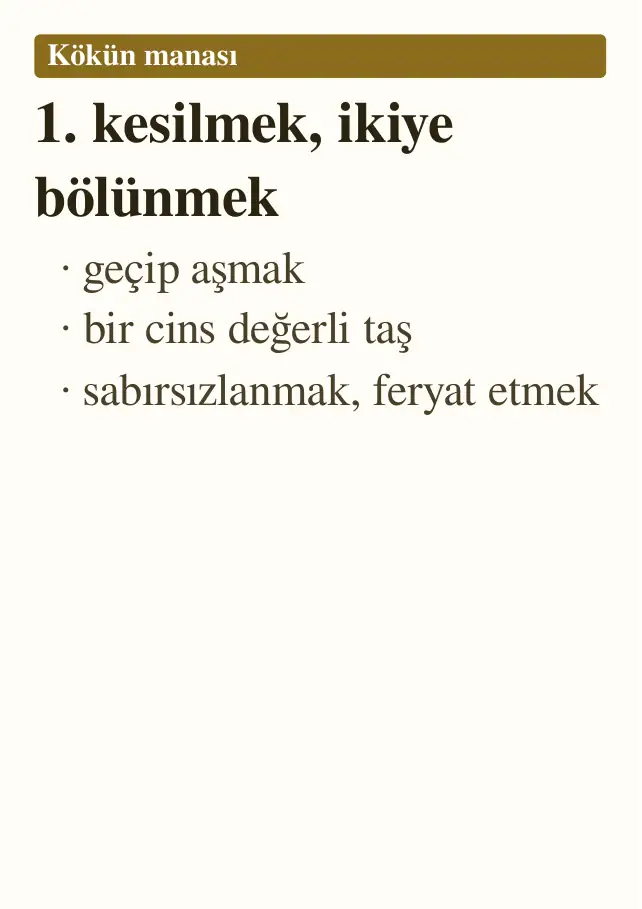 Kökün manası
1. kesilmek, ikiye
bölünmek
· geçip aşmak
· bir cins değerli taş
· sabırsızlanmak, feryat etmek